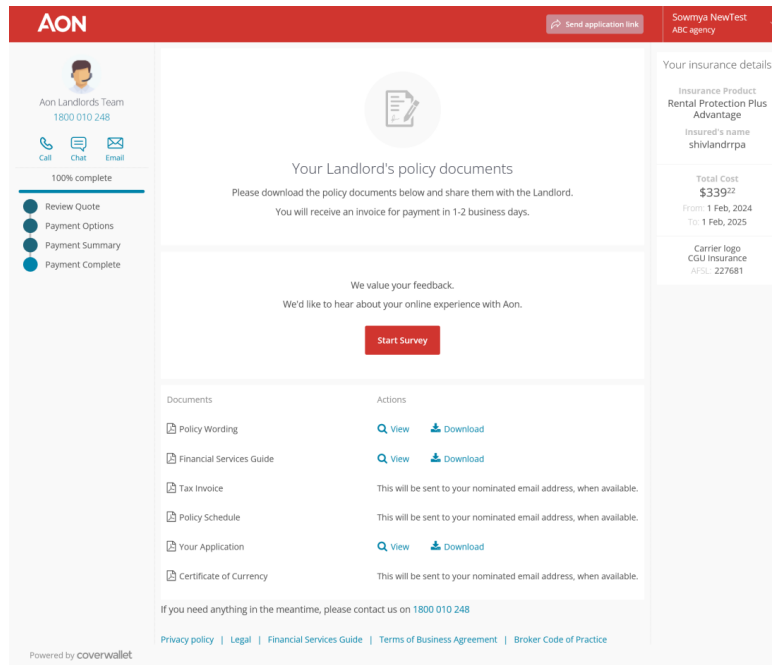 AON
Send application link
Sowmya NewTest
ABC agency
Aon Landlords Team
1800 010 248
Call Chat Email
100% complete
Review Quote
Payment Options
Payment Summary
Payment Complete
Your Landlord's policy documents
Please download the policy documents below and share them with the Landlord.
You will receive an invoice for payment in 1-2 business days.
We value your feedback.
We'd like to hear about your online experience with Aon.
Start Survey
Documents Actions
Policy Wording View Download
Financial Services Guide View Download
Tax Invoice This will be sent to your nominated email address, when available.
Policy Schedule This will be sent to your nominated email address, when available.
Your Application View Download
Certificate of Currency This will be sent to your nominated email address, when available.
If you need anything in the meantime, please contact us on 1800 010 248
Privacy policy | Legal | Financial Services Guide | Terms of Business Agreement | Broker Code of Practice
Your insurance details
Insurance Product
Rental Protection Plus
Advantage
Insured's name
shivlandrrpa
Total Cost
$339²²
From: 1 Feb, 2024
To: 1 Feb, 2025
Carrier logo
CGU Insurance
AFSL: 227681
Powered by coverwallet